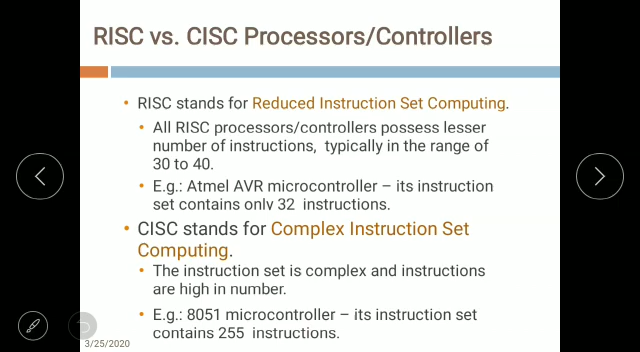 RISC vs. CISC Processors/Controllers
• RISC stands for Reduced Instruction Set Computing.
• All RISC processors/controllers possess lesser
number of instructions, typically in the range of
30 to 40.
• E.g.: Atmel AVR microcontroller – its instruction
set contains only 32 instructions.
• CISC stands for Complex Instruction Set
Computing.
• The instruction set is complex and instructions
are high in number.
• E.g.: 8051 microcontroller – its instruction set
contains 255 instructions.
3/25/2020